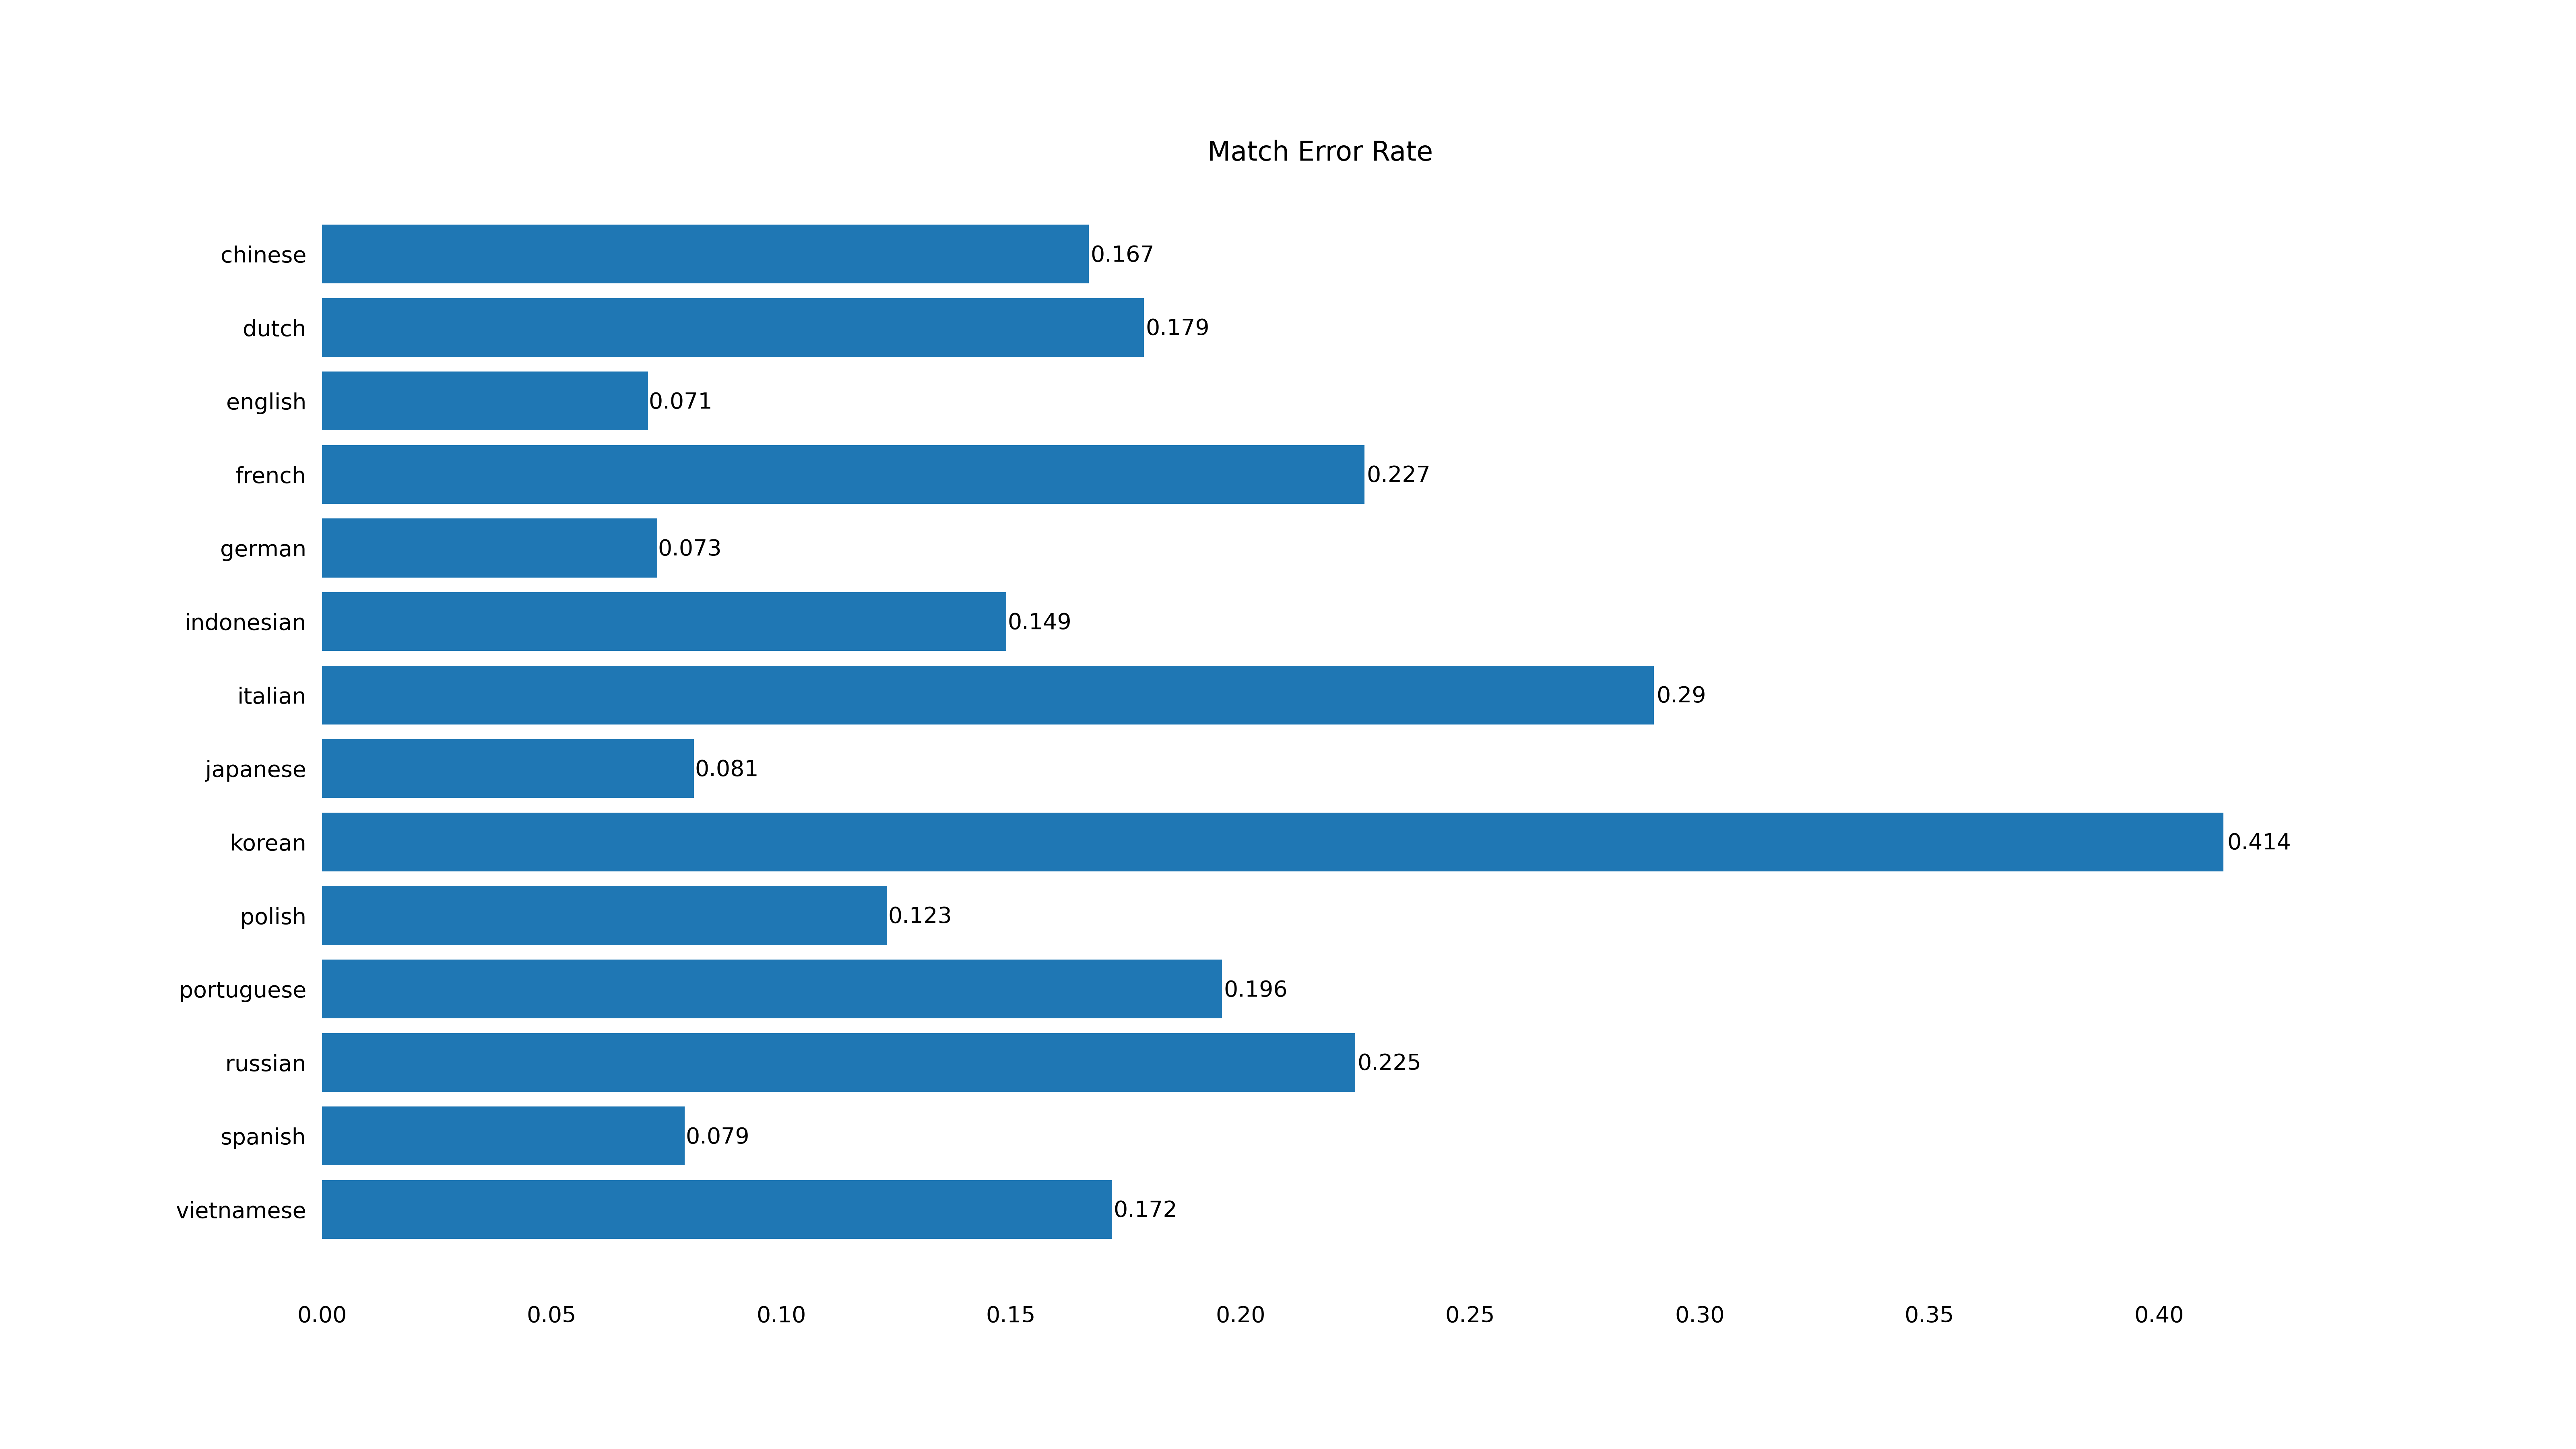 Match Error Rate
chinese 0.167
dutch 0.179
english 0.071
french 0.227
german 0.073
indonesian 0.149
italian 0.29
japanese 0.081
korean 0.414
polish 0.123
portuguese 0.196
russian 0.225
spanish 0.079
vietnamese 0.172
0.00 0.05 0.10 0.15 0.20 0.25 0.30 0.35 0.40